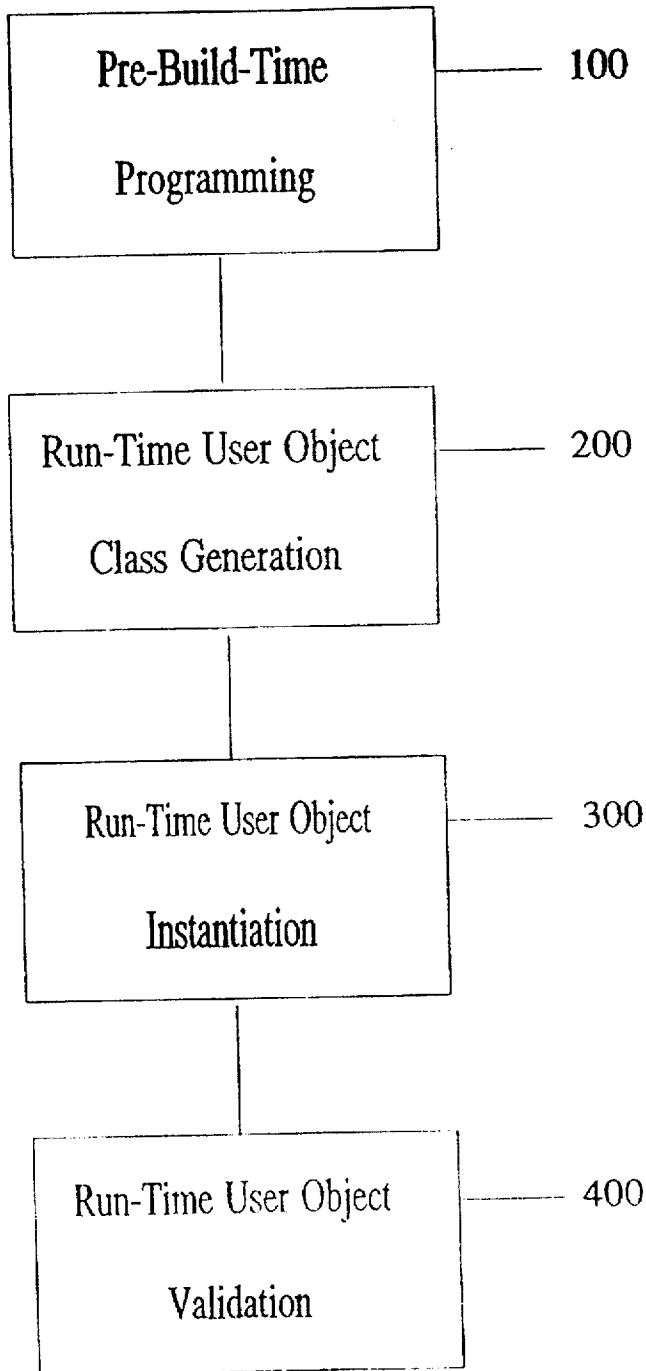 Pre-Build-Time
100
Programming
Run-Time User Object
200
Class Generation
Run-Time User Object
300
Instantiation
Run-Time User Object
400
Validation